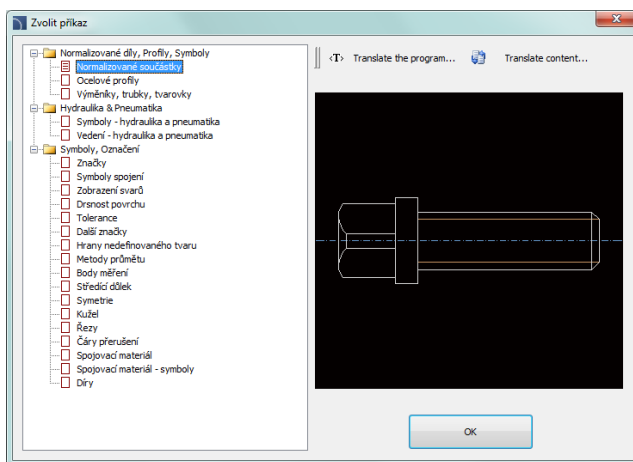 Zvolit příkaz
Normalizované díly, Profily, Symboly
Normalizované součástky
Ocelové profily
Výměníky, trubky, tvarovky
Hydraulika & Pneumatika
Symboly - hydraulika a pneumatika
Vedení - hydraulika a pneumatika
Symboly, Označení
Značky
Symboly spojení
Zobrazení svarů
Drsnost povrchu
Tolerance
Další značky
Hrany nedefinovaného tvaru
Metody průmětu
Body měření
Středící důlek
Symetrie
Kužel
Řezy
Čáry přerušení
Spojovací materiál
Spojovací materiál - symboly
Díry
<T> Translate the program... Translate content...
OK